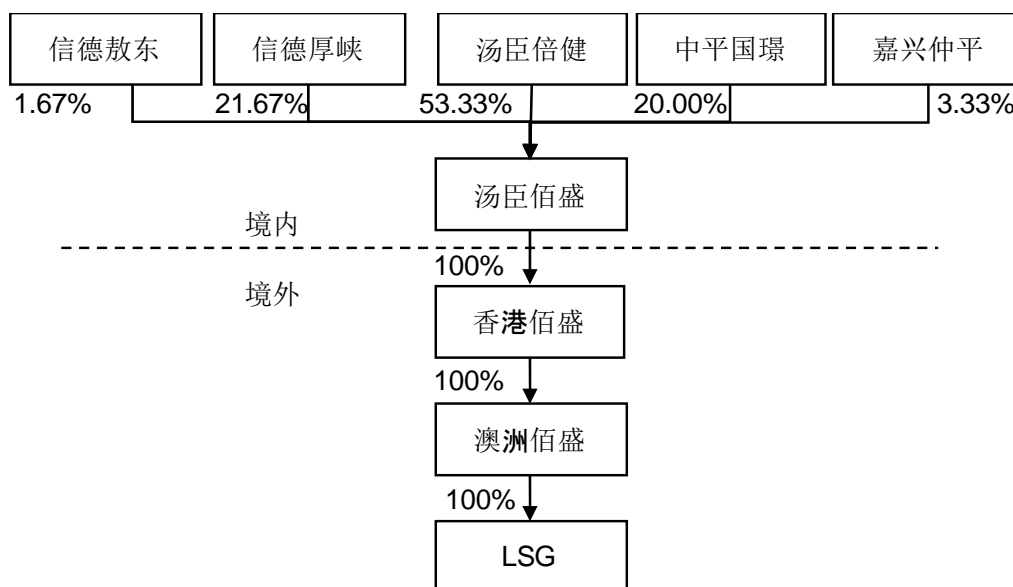 信德敖东
信德厚峡
汤臣倍健
中平国璟
嘉兴仲平
1.67%
21.67%
53.33%
20.00%
3.33%
汤臣佰盛
境内
100%
境外
香港佰盛
100%
澳洲佰盛
100%
LSG